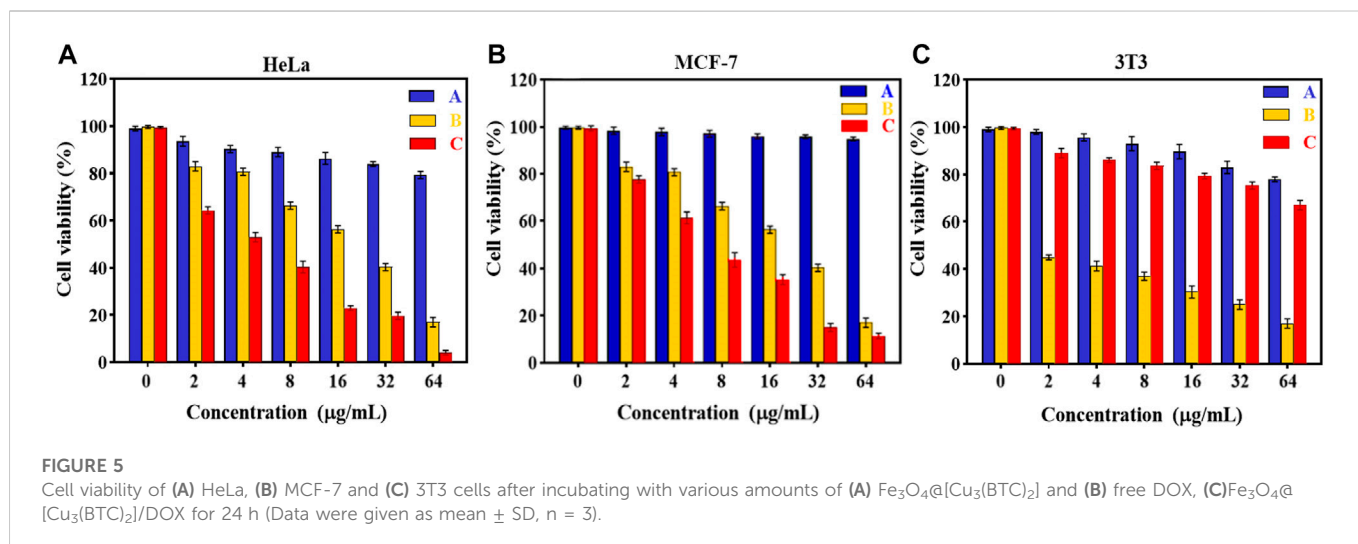 A
HeLa
120
100
80
60
40
20
0
Cell viability (%)
A
B
C
0 2 4 8 16 32 64
Concentration (μg/mL)
B
MCF-7
120
100
80
60
40
20
0
Cell viability (%)
A
B
C
0 2 4 8 16 32 64
Concentration (μg/mL)
C
3T3
120
100
80
60
40
20
0
Cell viability (%)
A
B
C
0 2 4 8 16 32 64
Concentration (μg/mL)
FIGURE 5
Cell viability of (A) HeLa, (B) MCF-7 and (C) 3T3 cells after incubating with various amounts of (A) Fe₃O₄@[Cu₃(BTC)₂] and (B) free DOX, (C)Fe₃O₄@
[Cu₃(BTC)₂]/DOX for 24 h (Data were given as mean ± SD, n = 3).